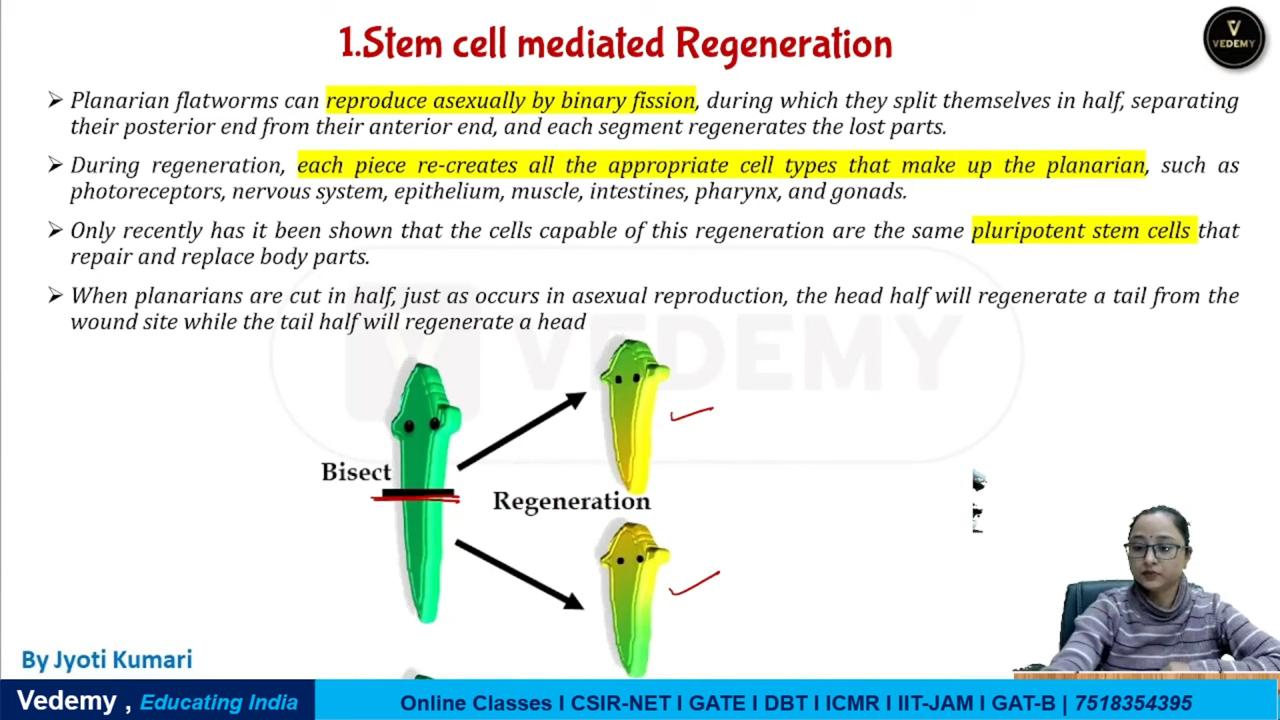 1.Stem cell mediated Regeneration
V
VEDEMY
➢ Planarian flatworms can reproduce asexually by binary fission, during which they split themselves in half, separating
their posterior end from their anterior end, and each segment regenerates the lost parts.
➢ During regeneration, each piece re-creates all the appropriate cell types that make up the planarian, such as
photoreceptors, nervous system, epithelium, muscle, intestines, pharynx, and gonads.
➢ Only recently has it been shown that the cells capable of this regeneration are the same pluripotent stem cells that
repair and replace body parts.
➢ When planarians are cut in half, just as occurs in asexual reproduction, the head half will regenerate a tail from the
wound site while the tail half will regenerate a head
VEDEMY
Bisect
Regeneration
By Jyoti Kumari
Vedemy , Educating India
Online Classes I CSIR-NET I GATE I DBT I ICMR I IIT-JAM I GAT-B | 7518354395